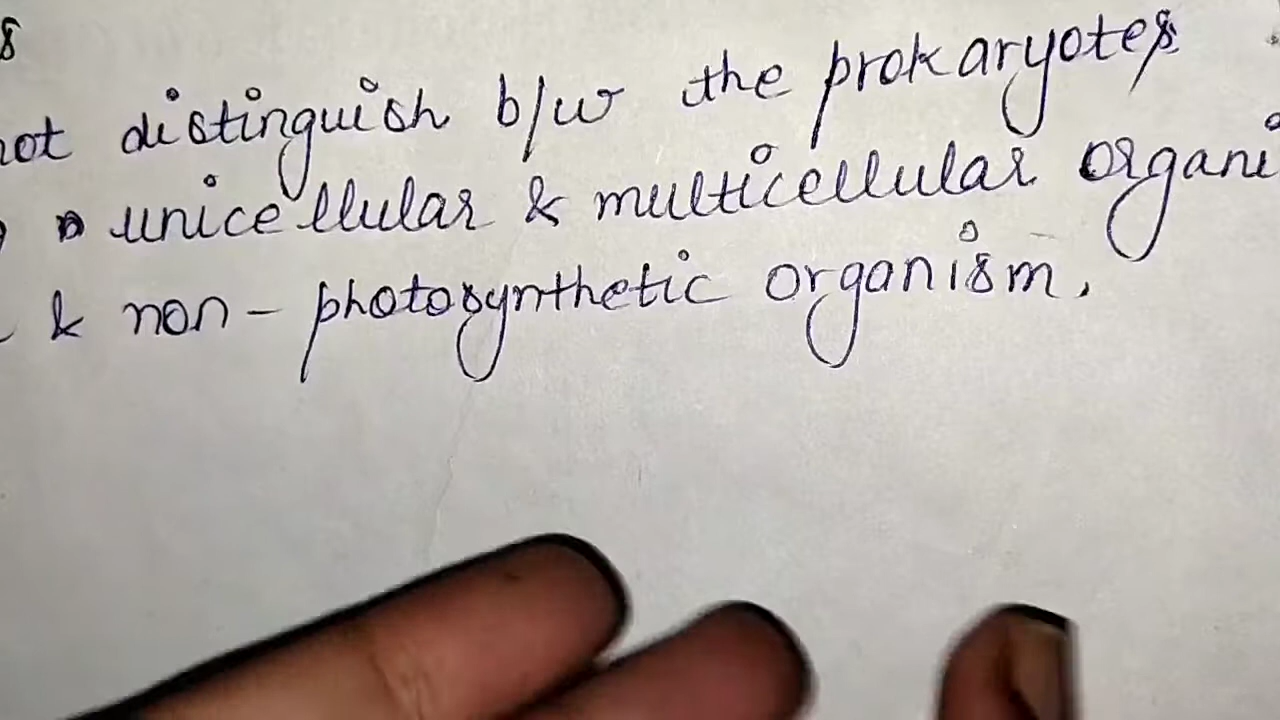 not distinguish b/w the prokaryotes
unicellular & multicellular organi
& non-photosynthetic organism.